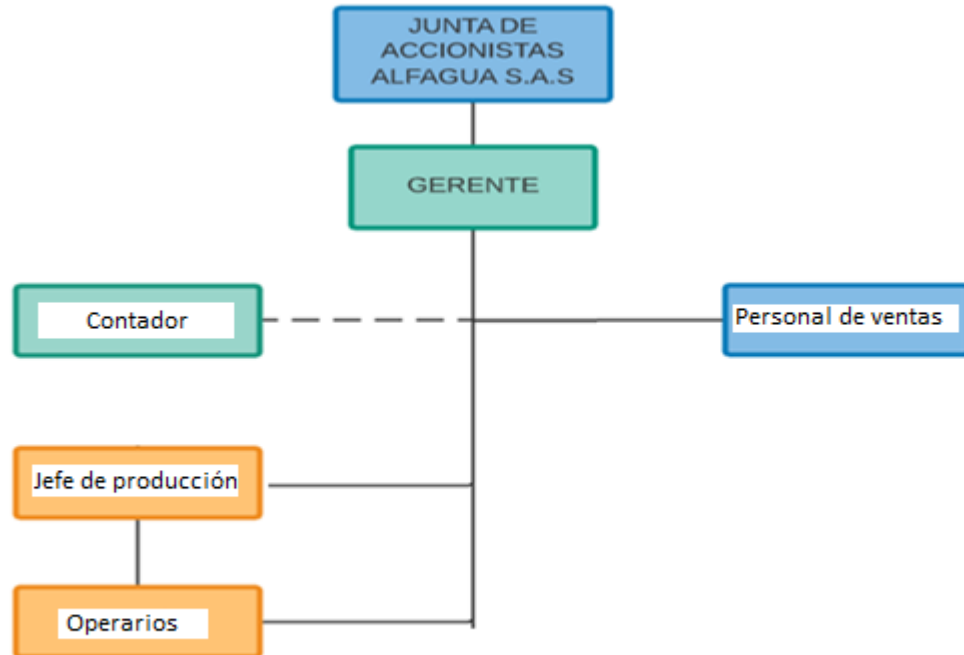 JUNTA DE
ACCIONISTAS
ALFAGUA S.A.S
GERENTE
Contador
Personal de ventas
Jefe de producción
Operarios